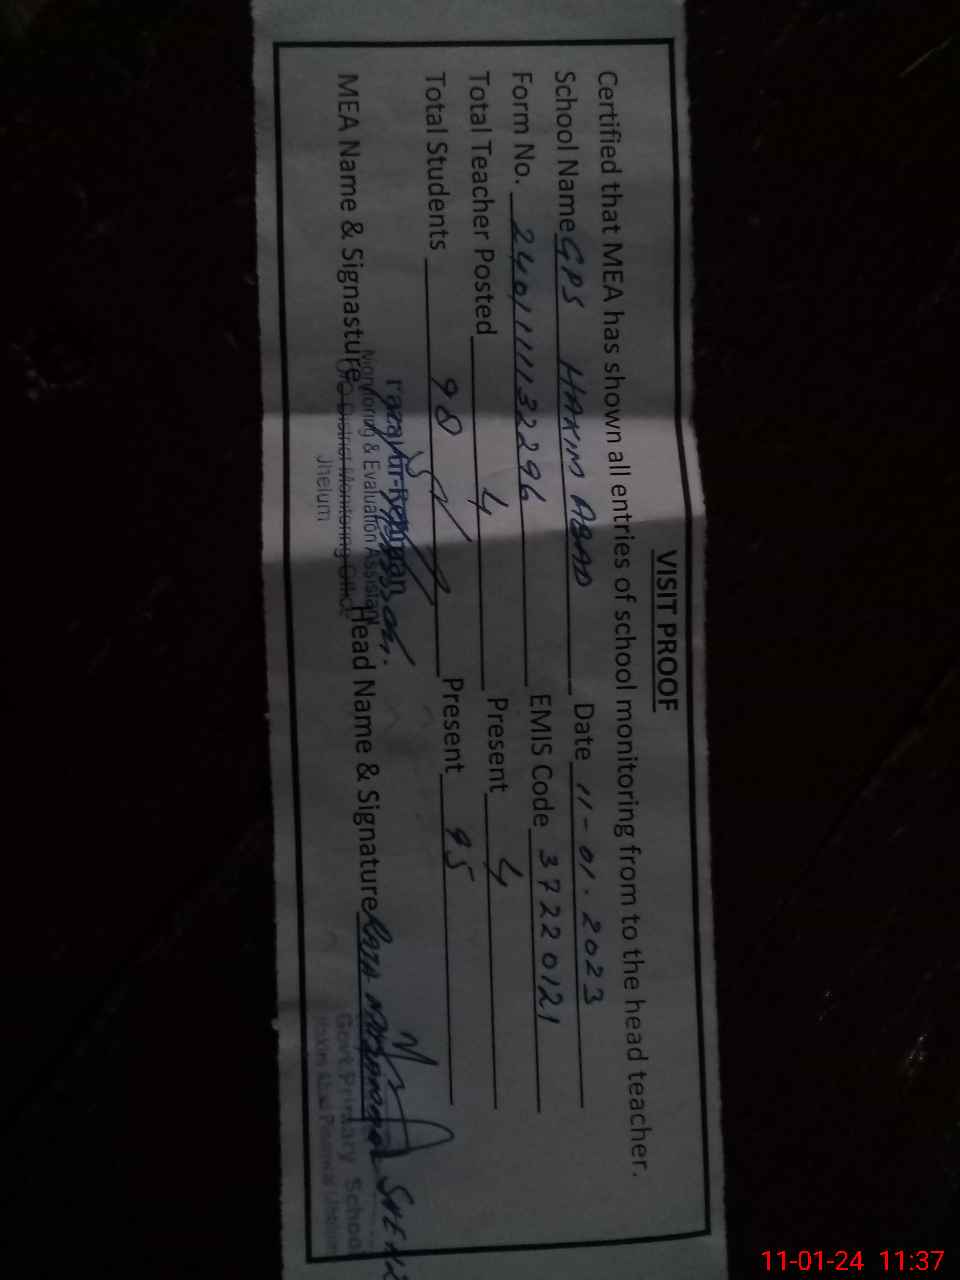 VISIT PROOF
Certified that MEA has shown all entries of school monitoring from to the head teacher.
School Name GPS HAKIM ABAD Date 11-01.2023
Form No. 2401111132296 EMIS Code 37220121
Total Teacher Posted 4 Present 4
Total Students 98 Present 95
Monitoring & Evaluation Assistant
MEA Name & Signasture Head Name & Signature
O/O District Monitoring Office
Jhelum
Govt. Primary School
11-01-24 11:37